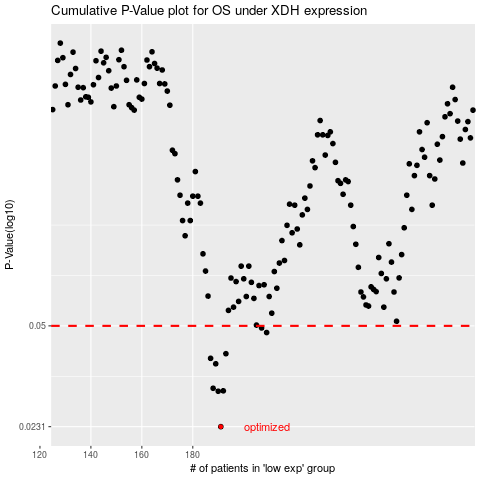 Cumulative P-Value plot for OS under XDH expression
P-Value(log10)
0.05
0.0231
optimized
120 140 160 180
# of patients in 'low exp' group